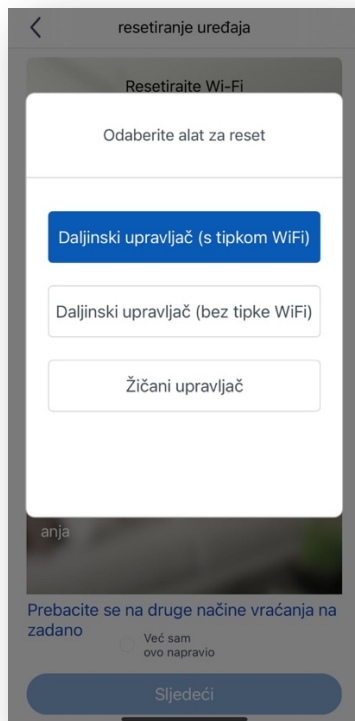 resetiranje uređaja
Resetirajte Wi-Fi
Odaberite alat za reset
Daljinski upravljač (s tipkom WiFi)
Daljinski upravljač (bez tipke WiFi)
Žičani upravljač
anja
Prebacite se na druge načine vraćanja na
zadano
Već sam
ovo napravio
Sljedeći